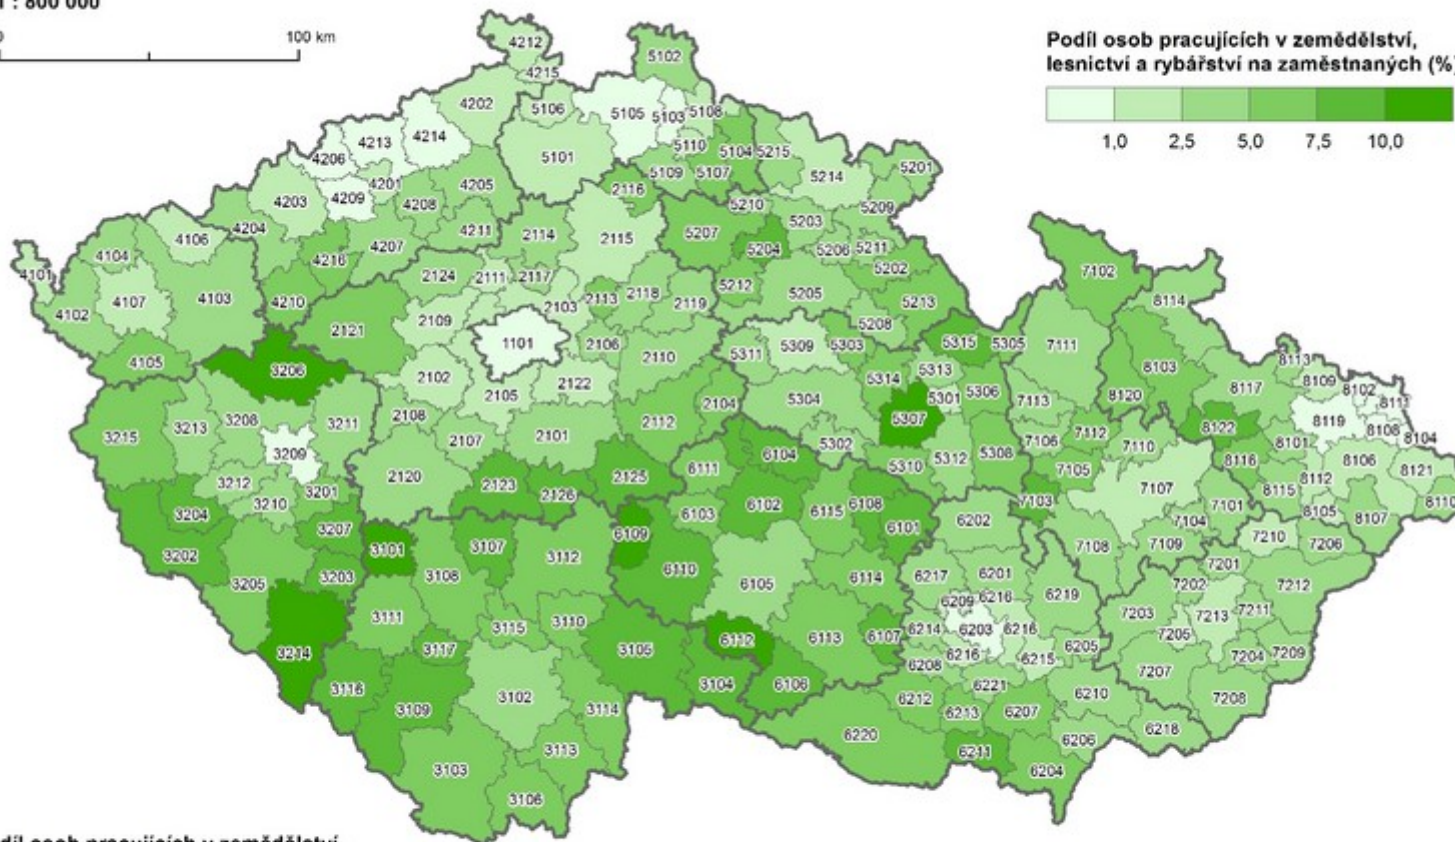 1 : 800 000
0
100 km
Podíl osob pracujících v zemědělství,
lesnictví a rybářství na zaměstnaných (%)
1,0 2,5 5,0 7,5 10,0
4212
5102
4215
4202 5106 5105 5103 5108
4214
4213
4206 5101 5110 5104 5215
4201 5109 5107 5214 5201
4203 4209 4208 4205 2116
4204 5210 5209
4106 4207 4211 2114 2115 5207 5204 5203
4104 4216 5206 5211
4101 4107 4103 4210 2124 2111 2117 5202 7102
4102 2113 2118 2119 5212 5205 5213 8114
2121 2109 2103 5208
1101 2106 2110 5311 5309 5303 5315 5305 7111
4105 3206 2102 2122 5314 5313 8103 8113
2105 2104 5304 5301 5306 7113 8120 8117 8109 8102
3208 3211 2108 2112 5307 8111
3215 3213 3209 2107 2101 5302 7106 7112 8122 8119 8108
7110 8101 8104
2120 2125 6111 6104 5310 5312 5308 7105 8116 8106 8121
3212 3201 2123 2126 8112
3210 7107 8115 8110
3204 3207 6103 6102 6115 6108 7103 7101 8105 8107
3101 6109 6101 6202 7104
3202 3107 3112 7108 7109 7210 7206
3205 3203 3108 6110 6105 6114 6217 6201 7201
6219 7202 7212
3111 3115 3110 6209 6216 7203 7213 7211
3214 3117 3105 6112 6113 6107 6214 6203 6216 7205
6216 6215 6205 7204 7209
3116 3104 6106 6208 7207
3109 3102 3114 6212 6221 6210 7208
6213 6207
3103 3113 6220 6211 6206 6218
3106 6204
díl osob pracujících v zemědělství,